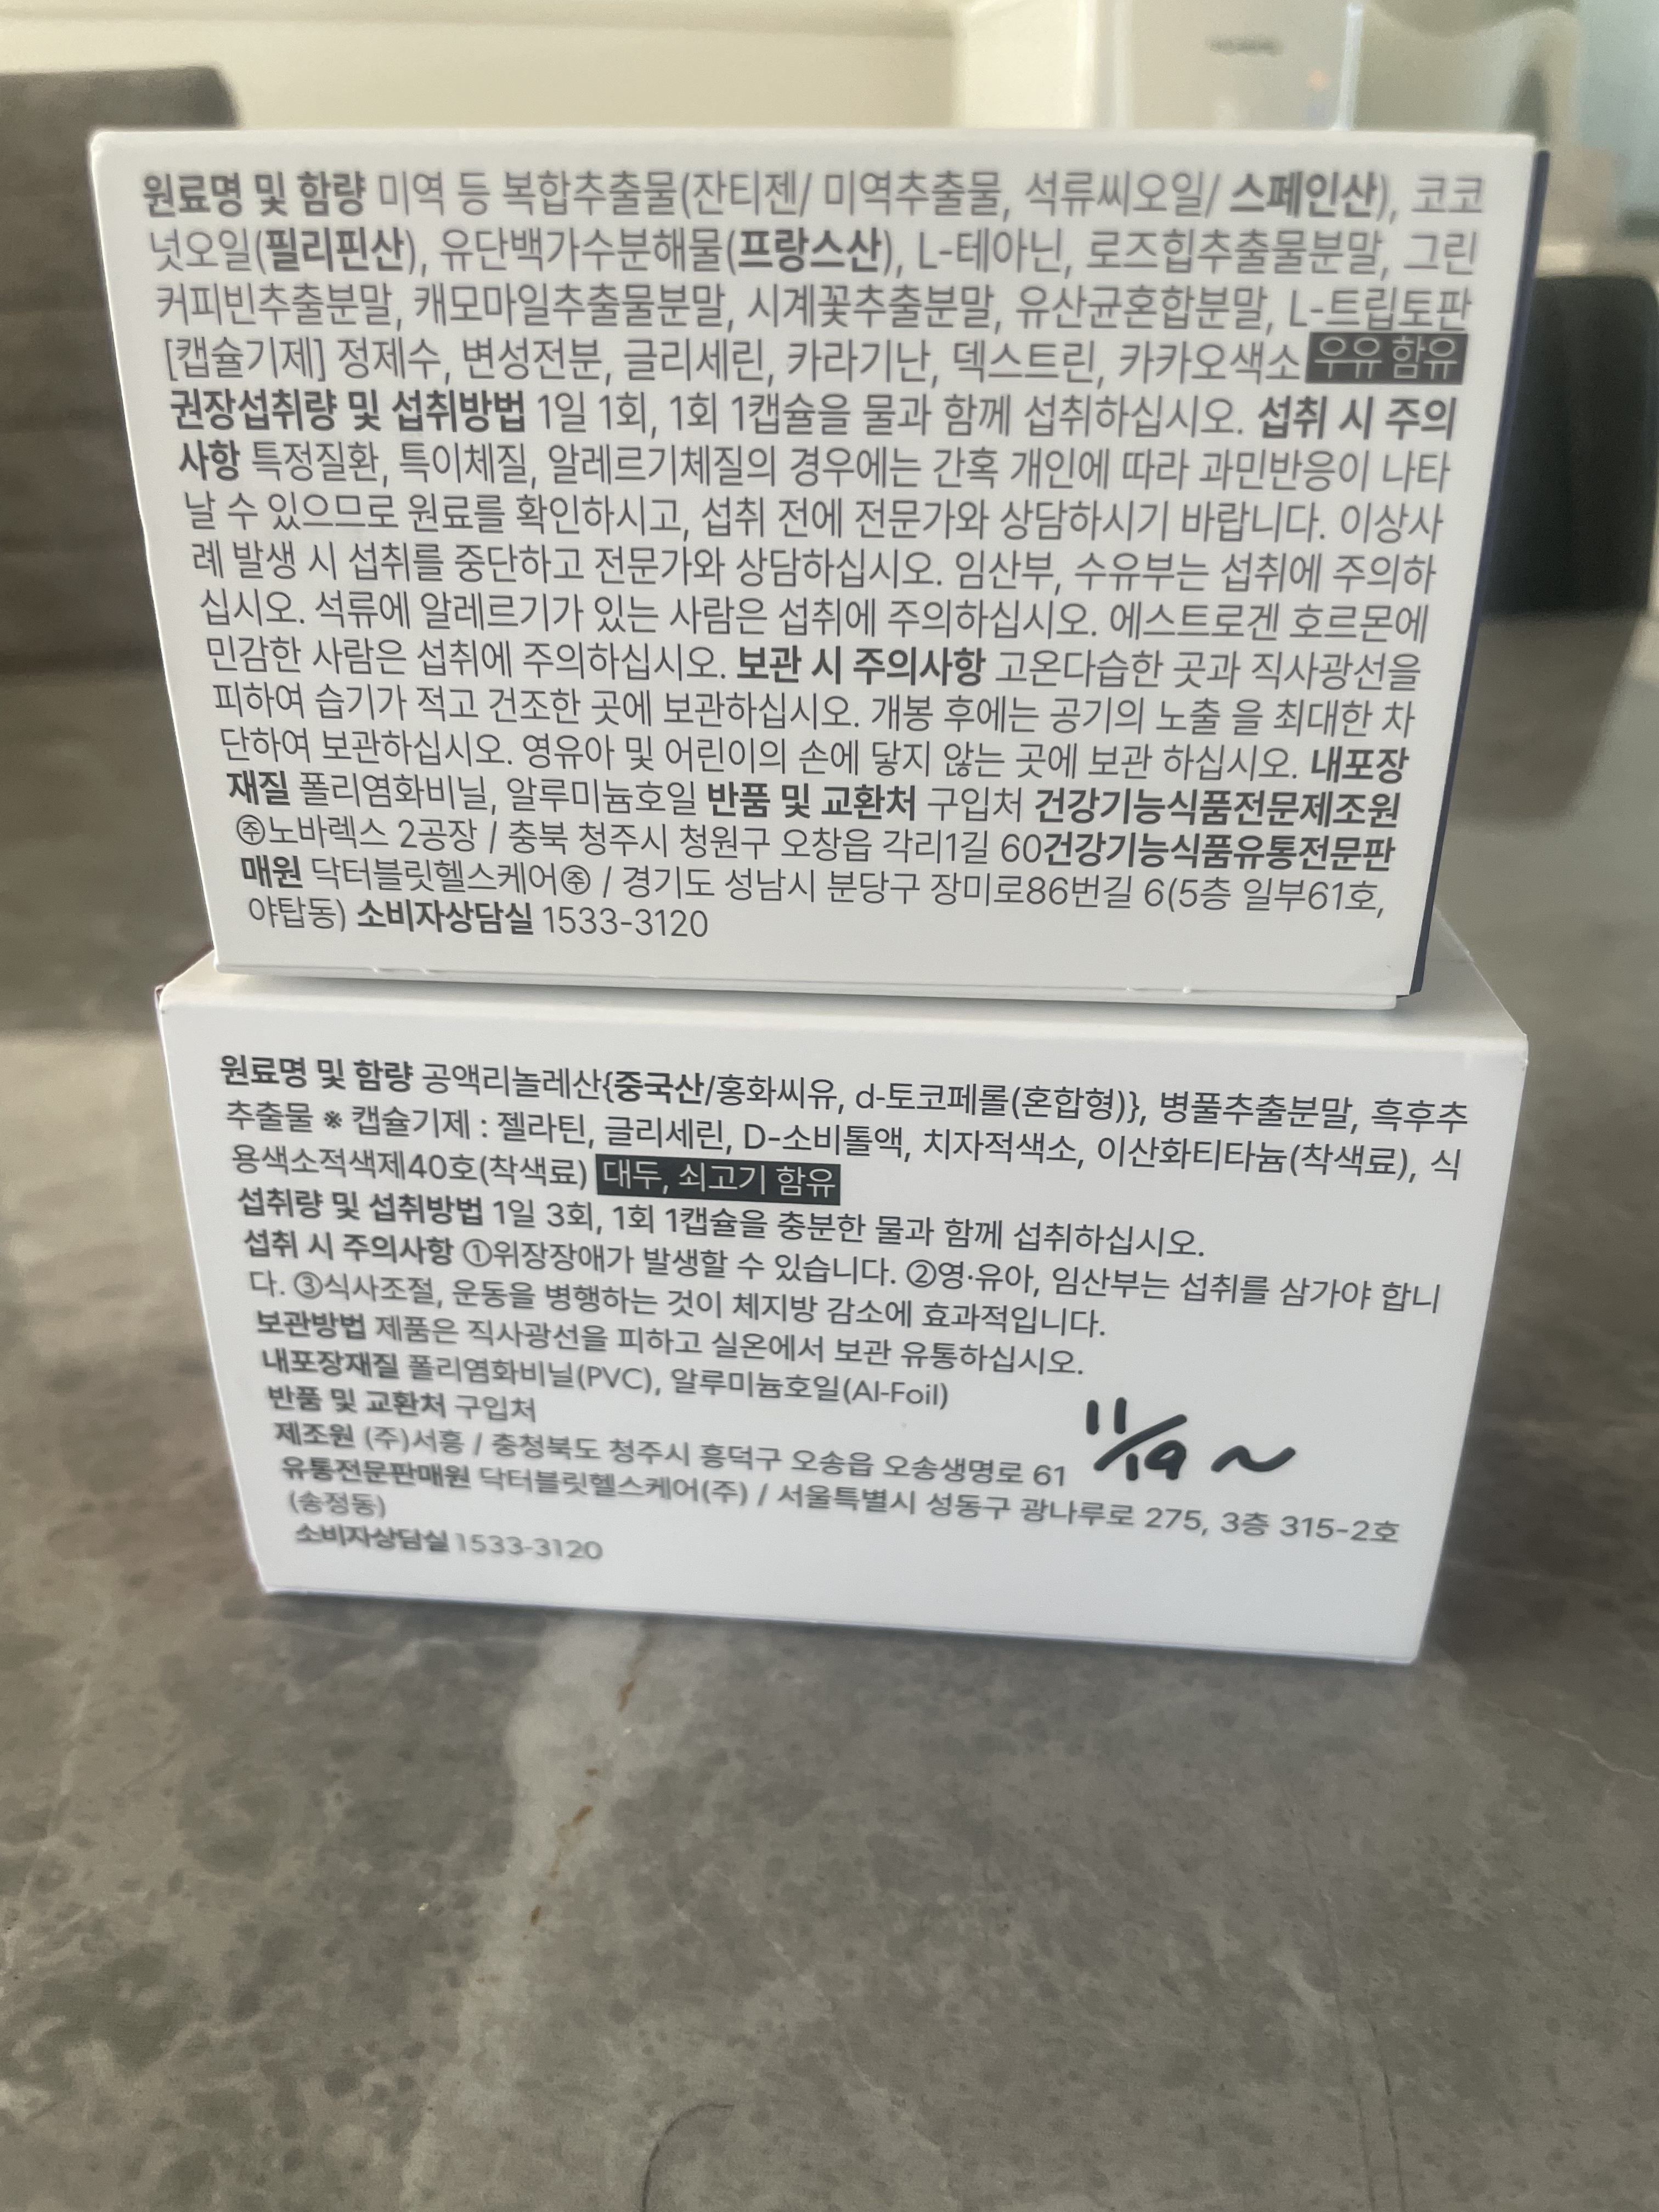 원료명 및 함량 미역 등 복합추출물(잔티젠/ 미역추출물, 석류씨오일/ 스페인산), 코코
넛오일(필리핀산), 유단백가수분해물(프랑스산), L-테아닌, 로즈힙추출물분말, 그린
커피빈추출분말, 캐모마일추출물분말, 시계꽃추출분말, 유산균혼합분말, L-트립토판
[캡슐기제] 정제수, 변성전분, 글리세린, 카라기난, 덱스트린, 카카오색소 우유 함유
권장섭취량 및 섭취방법 1일 1회, 1회 1캡슐을 물과 함께 섭취하십시오. 섭취 시 주의
사항 특정질환, 특이체질, 알레르기체질의 경우에는 간혹 개인에 따라 과민반응이 나타
날 수 있으므로 원료를 확인하시고, 섭취 전에 전문가와 상담하시기 바랍니다. 이상사
례 발생 시 섭취를 중단하고 전문가와 상담하십시오. 임산부, 수유부는 섭취에 주의하
십시오. 석류에 알레르기가 있는 사람은 섭취에 주의하십시오. 에스트로겐 호르몬에
민감한 사람은 섭취에 주의하십시오. 보관 시 주의사항 고온다습한 곳과 직사광선을
피하여 습기가 적고 건조한 곳에 보관하십시오. 개봉 후에는 공기의 노출 을 최대한 차
단하여 보관하십시오. 영유아 및 어린이의 손에 닿지 않는 곳에 보관 하십시오. 내포장
재질 폴리염화비닐, 알루미늄호일 반품 및 교환처 구입처 건강기능식품전문제조원
㈜노바렉스 2공장 / 충북 청주시 청원구 오창읍 각리1길 60건강기능식품유통전문판
매원 닥터블릿헬스케어㈜ / 경기도 성남시 분당구 장미로86번길 6(5층 일부61호,
야탑동) 소비자상담실 1533-3120
원료명 및 함량 공액리놀레산{중국산/홍화씨유, d-토코페롤(혼합형)}, 병풀추출분말, 흑후추
추출물 ※ 캡슐기제 : 젤라틴, 글리세린, D-소비톨액, 치자적색소, 이산화티타늄(착색료), 식
용색소적색제40호(착색료) 대두, 쇠고기 함유
섭취량 및 섭취방법 1일 3회, 1회 1캡슐을 충분한 물과 함께 섭취하십시오.
섭취 시 주의사항 ①위장장애가 발생할 수 있습니다. ②영·유아, 임산부는 섭취를 삼가야 합니
다. ③식사조절, 운동을 병행하는 것이 체지방 감소에 효과적입니다.
보관방법 제품은 직사광선을 피하고 실온에서 보관 유통하십시오.
내포장재질 폴리염화비닐(PVC), 알루미늄호일(Al-Foil)
반품 및 교환처 구입처
제조원 (주)서흥 / 충청북도 청주시 흥덕구 오송읍 오송생명로 61
11/19 ~
유통전문판매원 닥터블릿헬스케어(주) / 서울특별시 성동구 광나루로 275, 3층 315-2호
(송정동)
소비자상담실 1533-3120